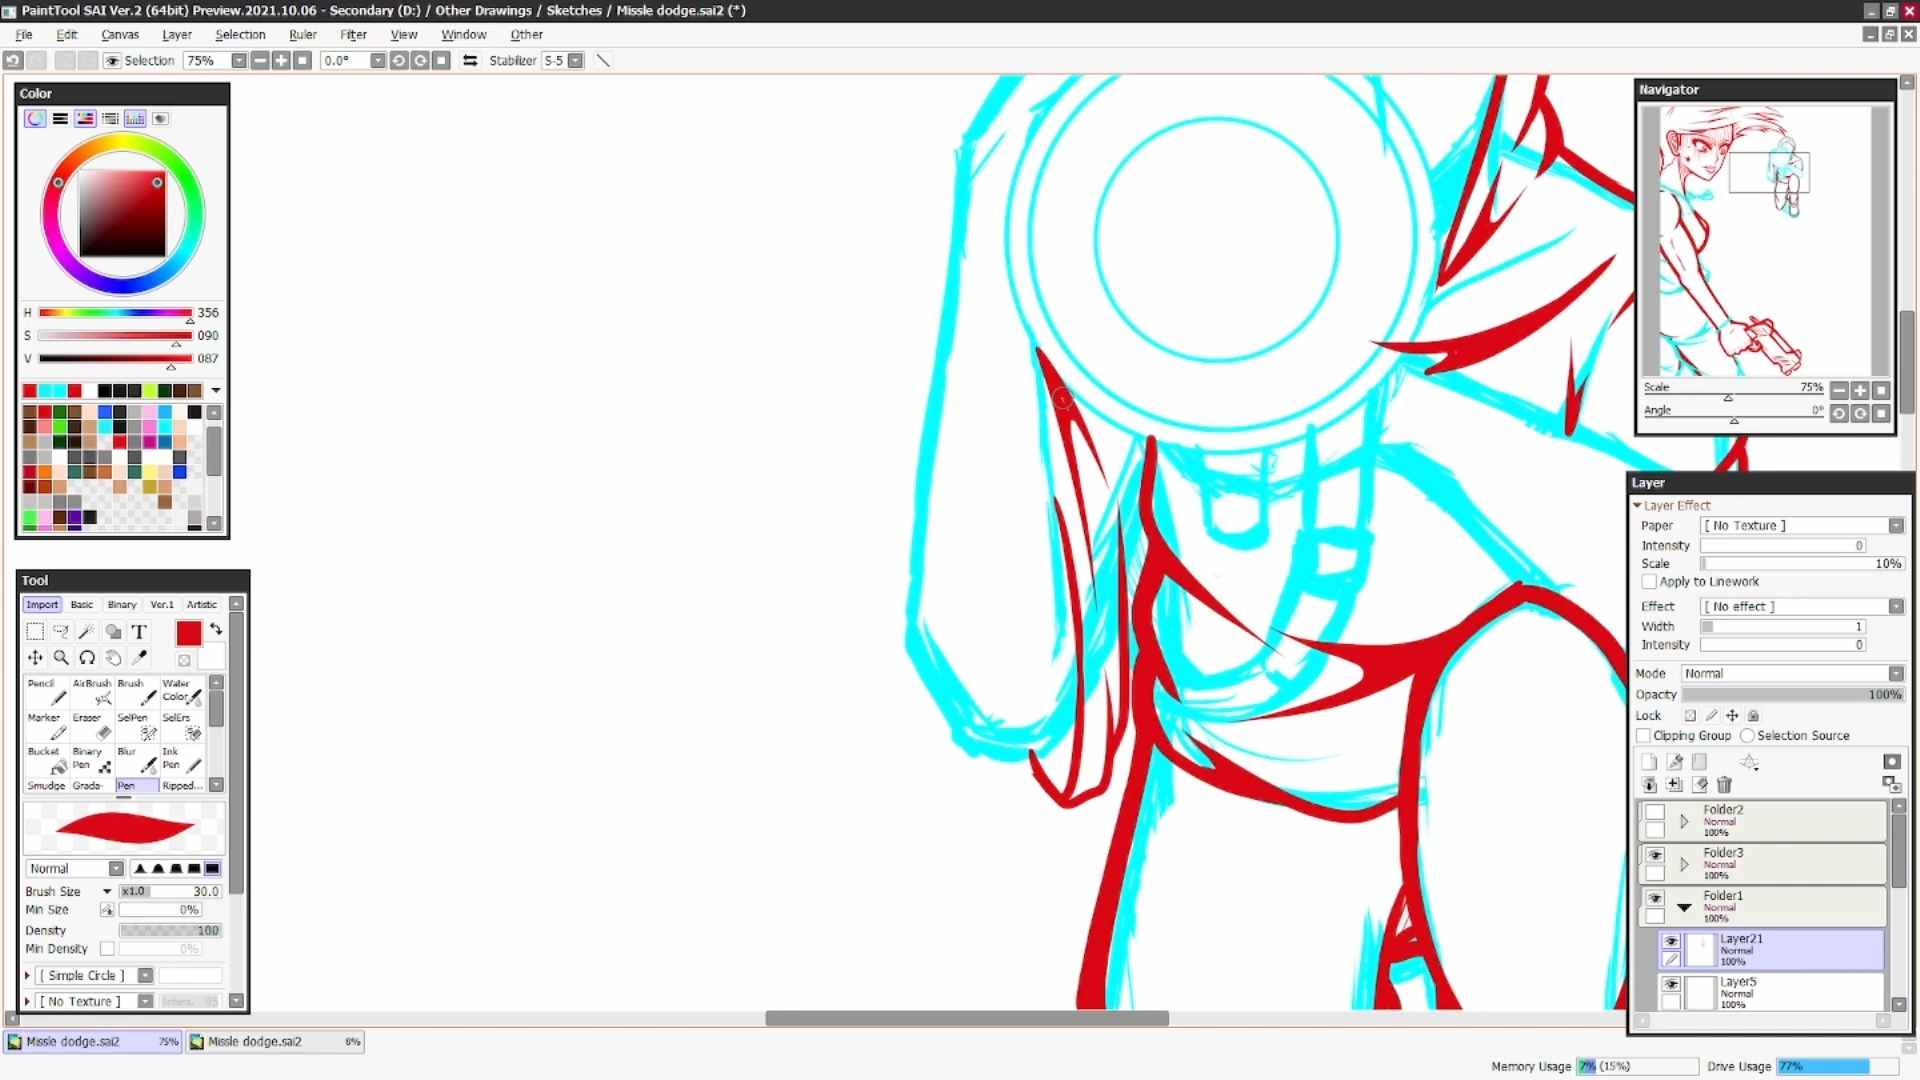 PaintTool SAI Ver.2 (64bit) Preview.2021.10.06 - Secondary (D:) / Other Drawings / Sketches / Missle dodge.sai2 (*)
File Edit Canvas Layer Selection Ruler Filter View Window Other
Selection 75% 0.0° Stabilizer S-5
Color
H 356
S 090
V 087
Tool
Import Basic Binary Ver.1 Artistic
T
Pencil AirBrush Brush Water Color
Marker Eraser SelPen SelErs
Bucket Binary Pen Blur Ink Pen
Smudge Grada- Pen Ripped...
Normal
Brush Size x1.0 30.0
Min Size 0%
Density 100
Min Density 0%
[ Simple Circle ]
[ No Texture ] Intens. 95
Navigator
Scale 75%
Angle 0°
Layer
Layer Effect
Paper [ No Texture ]
Intensity 0
Scale 10%
Apply to Linework
Effect [ No effect ]
Width 1
Intensity 0
Mode Normal
Opacity 100%
Lock
Clipping Group Selection Source
Folder2
Normal
100%
Folder3
Normal
100%
Folder1
Normal
100%
Layer21
Normal
100%
Layer5
Normal
100%
Missle dodge.sai2 75% Missle dodge.sai2 8%
Memory Usage 7% (15%) Drive Usage 77%